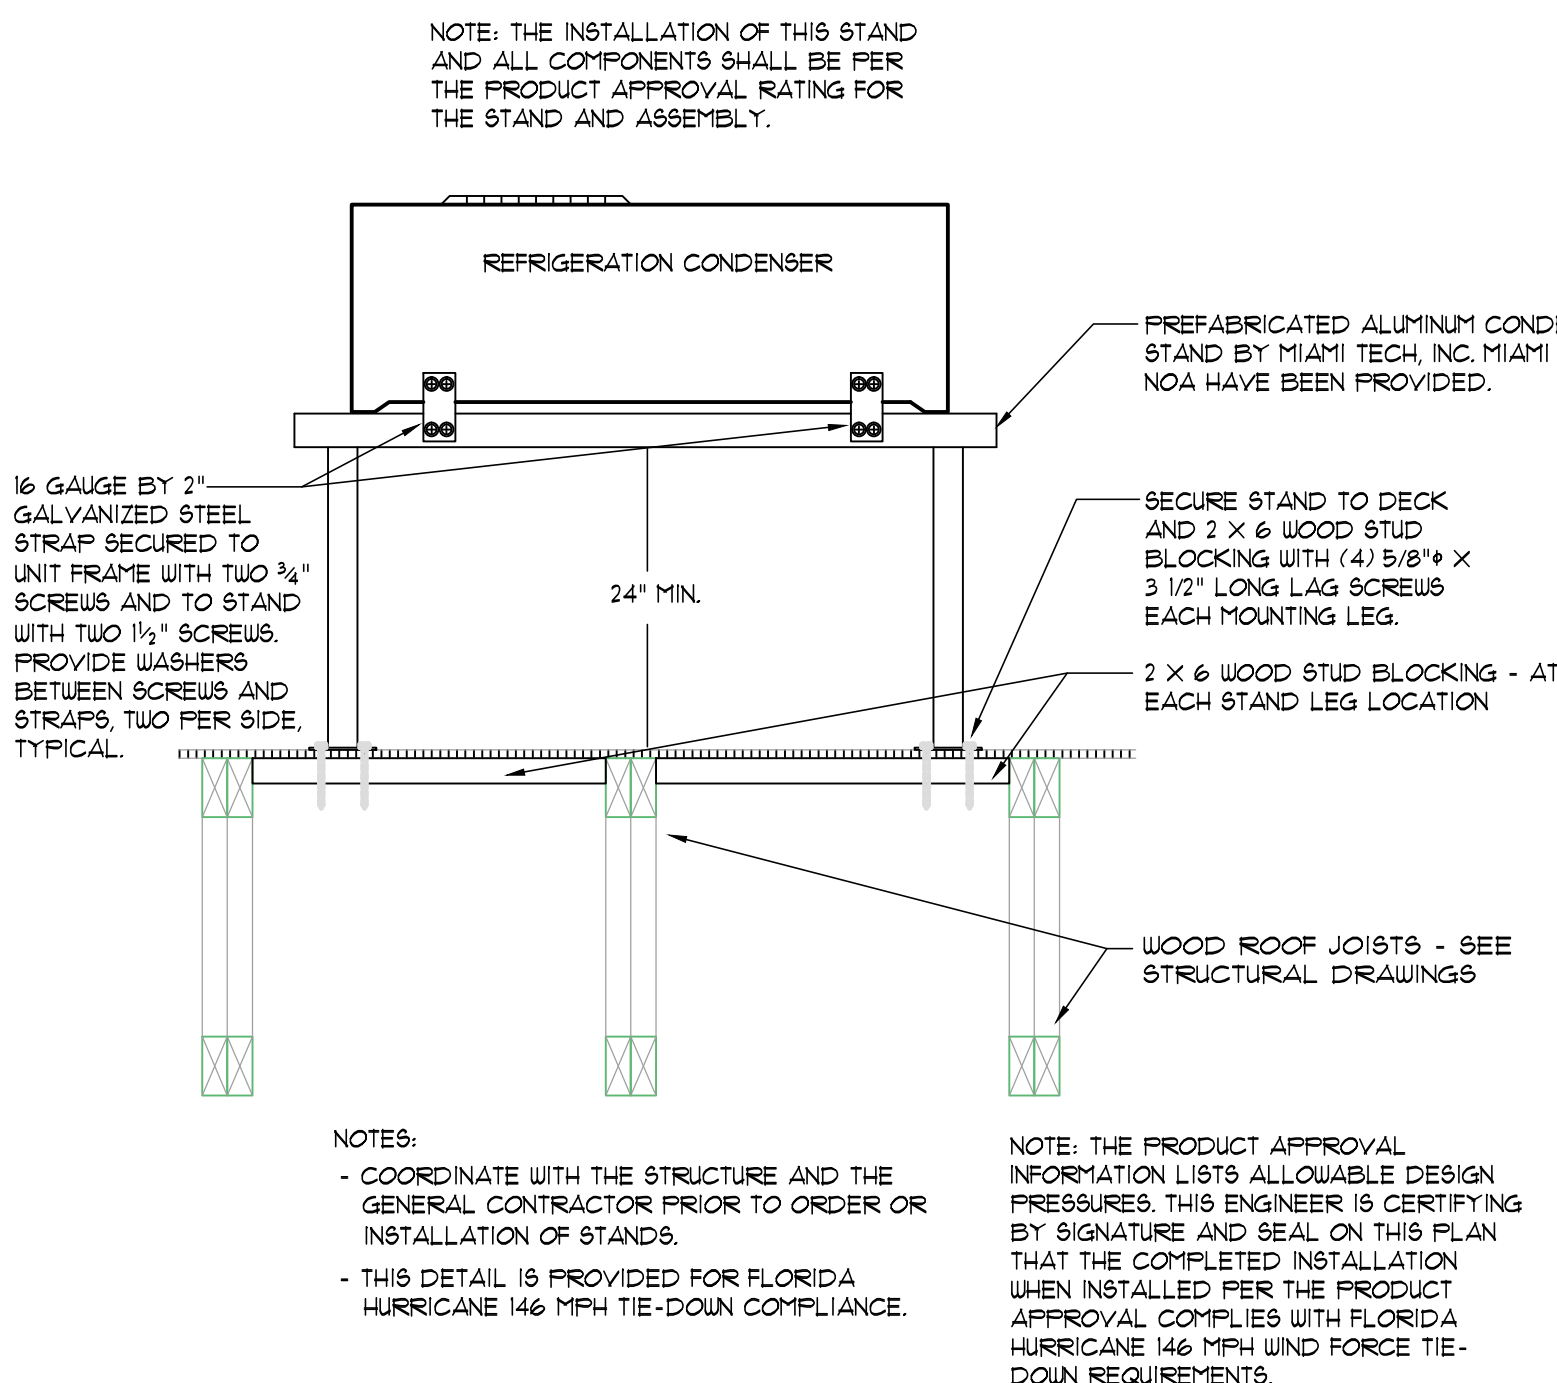 NOTE: THE INSTALLATION OF THIS STAND
AND ALL COMPONENTS SHALL BE PER
THE PRODUCT APPROVAL RATING FOR
THE STAND AND ASSEMBLY.
REFRIGERATION CONDENSER
PREFABRICATED ALUMINUM
STAND BY MIAMI TECH, INC. MIAMI
NOA HAVE BEEN PROVIDED.
16 GAUGE BY 2"
GALVANIZED STEEL
STRAP SECURED TO
UNIT FRAME WITH TWO 3/4"
SCREWS AND TO STAND
WITH TWO 1 1/2" SCREWS.
PROVIDE WASHERS
BETWEEN SCREWS AND
STRAPS, TWO PER SIDE,
TYPICAL.
24" MIN.
SECURE STAND TO DECK
AND 2 X 6 WOOD STUD
BLOCKING WITH (4) 5/8"ϕ X
3 1/2" LONG LAG SCREWS
EACH MOUNTING LEG.
2 X 6 WOOD STUD BLOCKING - AT
EACH STAND LEG LOCATION
WOOD ROOF JOISTS - SEE
STRUCTURAL DRAWINGS
NOTES:
- COORDINATE WITH THE STRUCTURE AND THE
GENERAL CONTRACTOR PRIOR TO ORDER OR
INSTALLATION OF STANDS.
- THIS DETAIL IS PROVIDED FOR FLORIDA
HURRICANE 146 MPH TIE-DOWN COMPLIANCE.
NOTE: THE PRODUCT APPROVAL
INFORMATION LISTS ALLOWABLE DESIGN
PRESSURES. THIS ENGINEER IS CERTIFYING
BY SIGNATURE AND SEAL ON THIS PLAN
THAT THE COMPLETED INSTALLATION
WHEN INSTALLED PER THE PRODUCT
APPROVAL COMPLIES WITH FLORIDA
HURRICANE 146 MPH WIND FORCE TIE-
DOWN REQUIREMENTS.